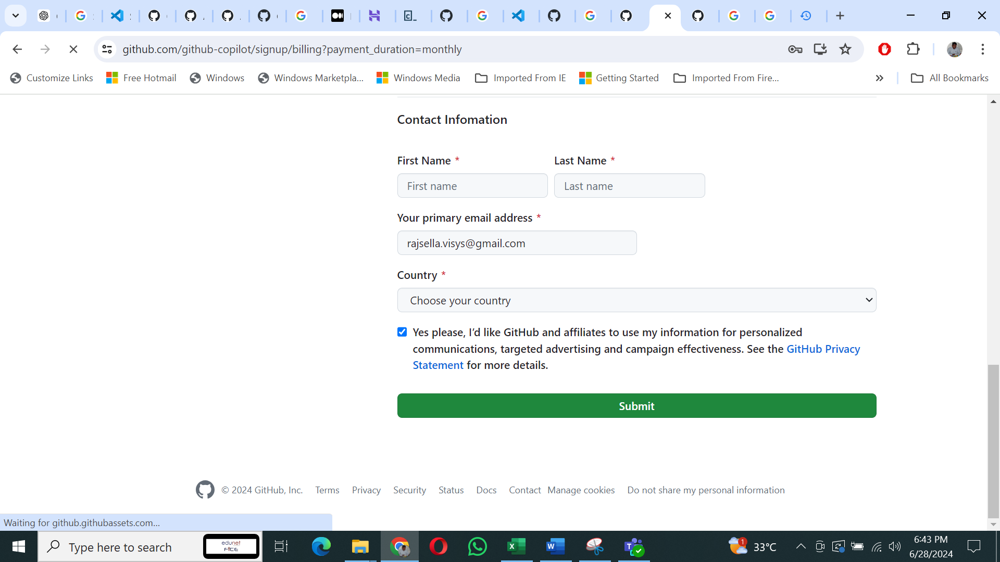 github.com/github-copilot/signup/billing?payment_duration=monthly
Customize Links Free Hotmail Windows Windows Marketpla... Windows Media Imported From IE Getting Started Imported From Fire... » All Bookmarks
Contact Infomation
First Name * Last Name *
First name Last name
Your primary email address *
rajsella.visys@gmail.com
Country *
Choose your country
Yes please, I’d like GitHub and affiliates to use my information for personalized
communications, targeted advertising and campaign effectiveness. See the GitHub Privacy
Statement for more details.
Submit
© 2024 GitHub, Inc. Terms Privacy Security Status Docs Contact Manage cookies Do not share my personal information
Waiting for github.githubassets.com...
Type here to search edunet 33°C 6:43 PM
6/28/2024